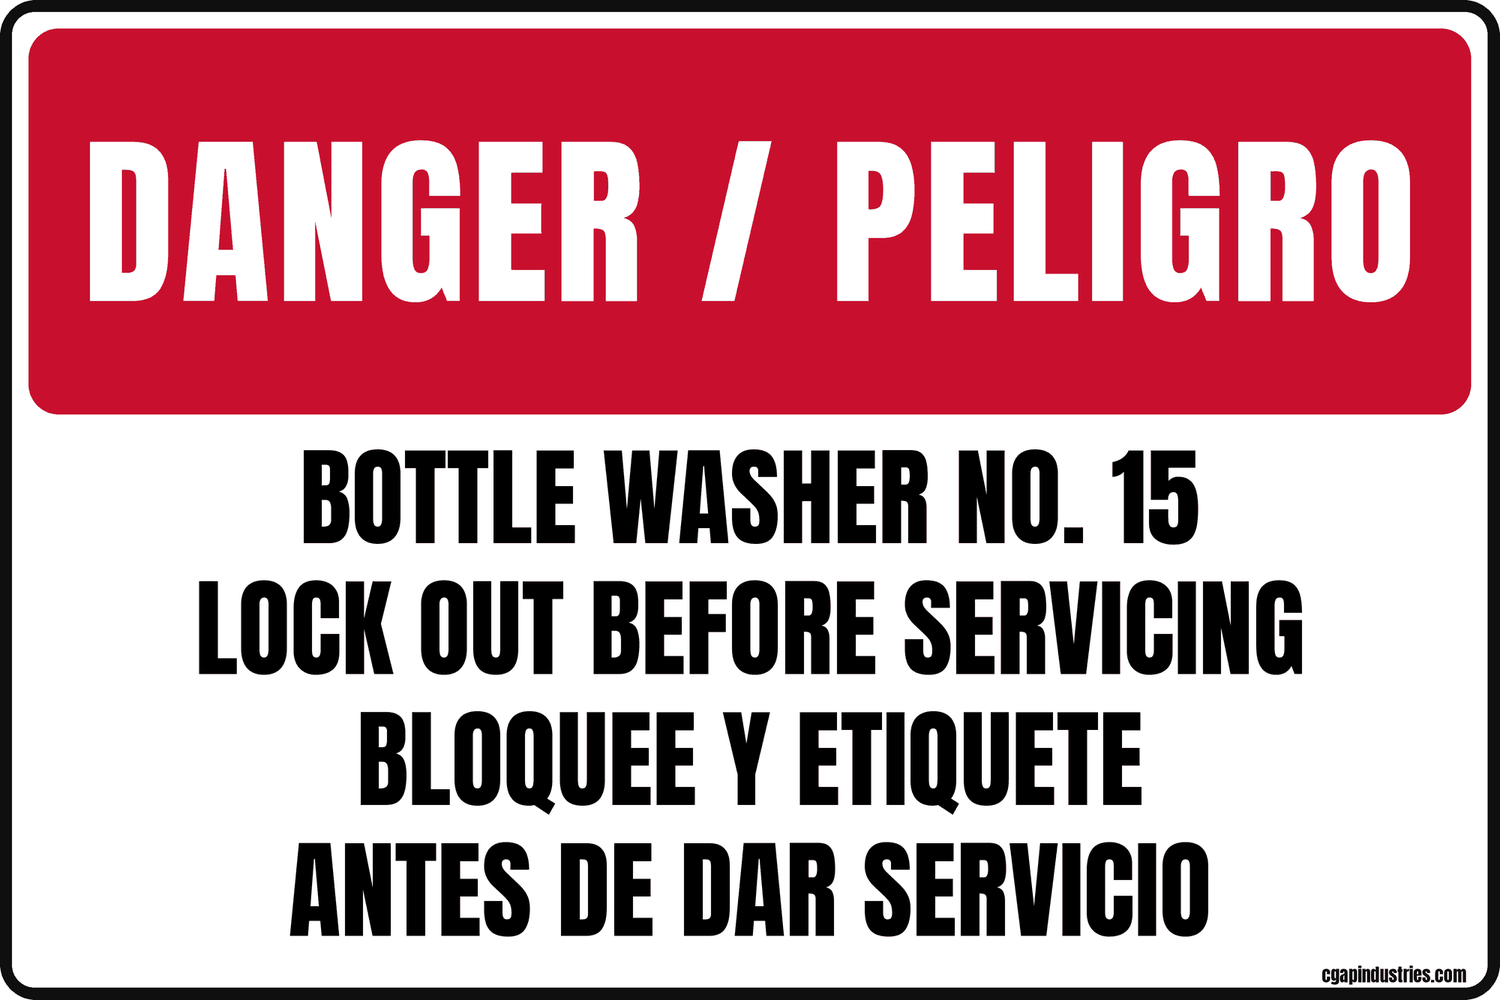 DANGER / PELIGRO
BOTTLE WASHER NO. 15
LOCK OUT BEFORE SERVICING
BLOQUEE Y ETIQUETE
ANTES DE DAR SERVICIO
cgapindustries.com